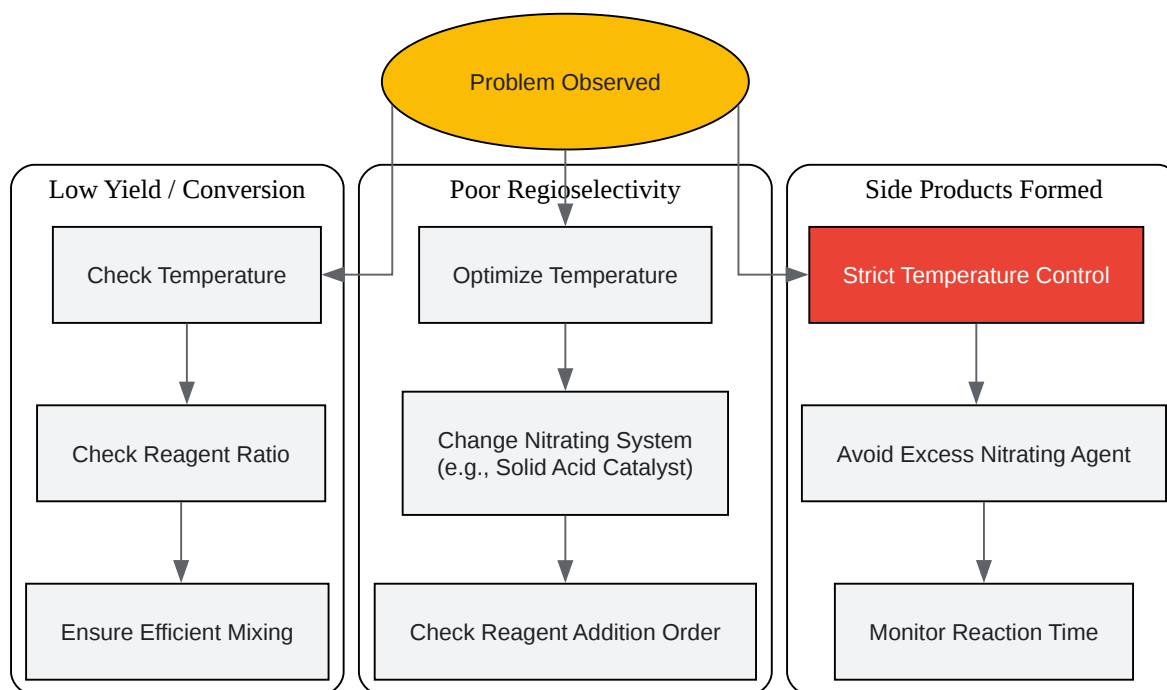 Problem Observed
Low Yield / Conversion
Check Temperature
Check Reagent Ratio
Ensure Efficient Mixing
Poor Regioselectivity
Optimize Temperature
Change Nitrating System
(e.g., Solid Acid Catalyst)
Check Reagent Addition Order
Side Products Formed
Strict Temperature Control
Avoid Excess Nitrating Agent
Monitor Reaction Time